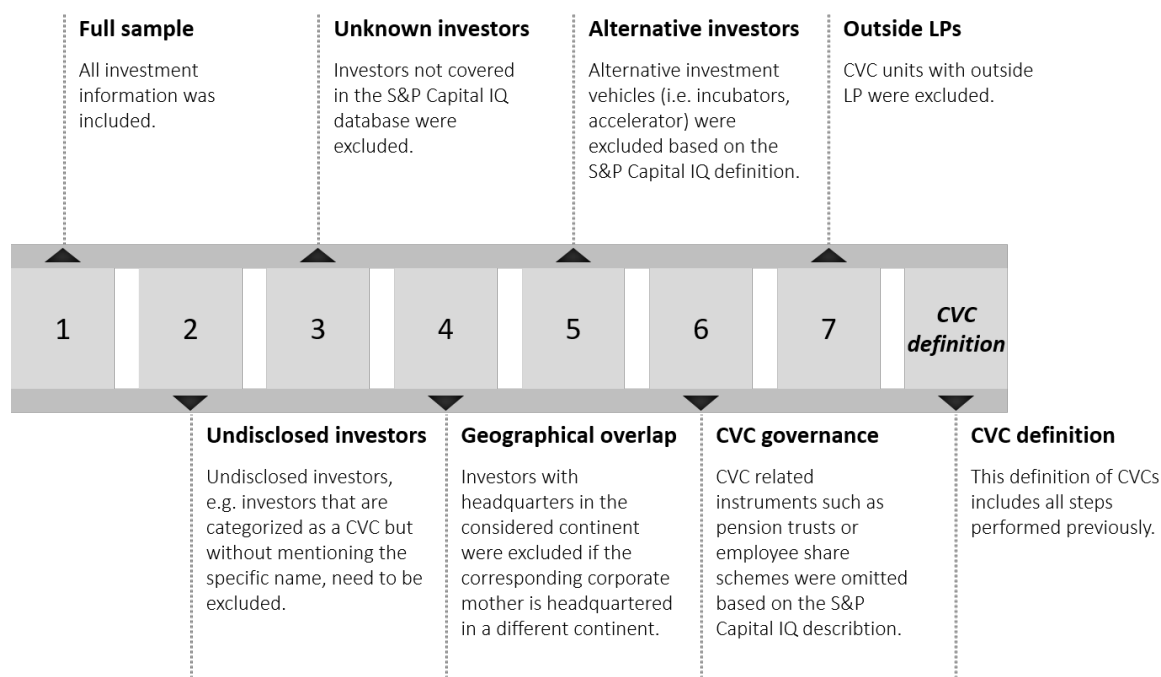 Full sample
All investment
information was
included.
Unknown investors
Investors not covered
in the S&P Capital IQ
database were
excluded.
Alternative investors
Alternative investment
vehicles (i.e. incubators,
accelerator) were
excluded based on the
S&P Capital IQ definition.
Outside LPs
CVC units with outside
LP were excluded.
1
2
3
4
5
6
7
CVC
definition
Undisclosed investors
Undisclosed investors,
e.g. investors that are
categorized as a CVC but
without mentioning the
specific name, need to be
excluded.
Geographical overlap
Investors with
headquarters in the
considered continent
were excluded if the
corresponding corporate
mother is headquartered
in a different continent.
CVC governance
CVC related
instruments such as
pension trusts or
employee share
schemes were omitted
based on the S&P
Capital IQ describtion.
CVC definition
This definition of CVCs
includes all steps
performed previously.